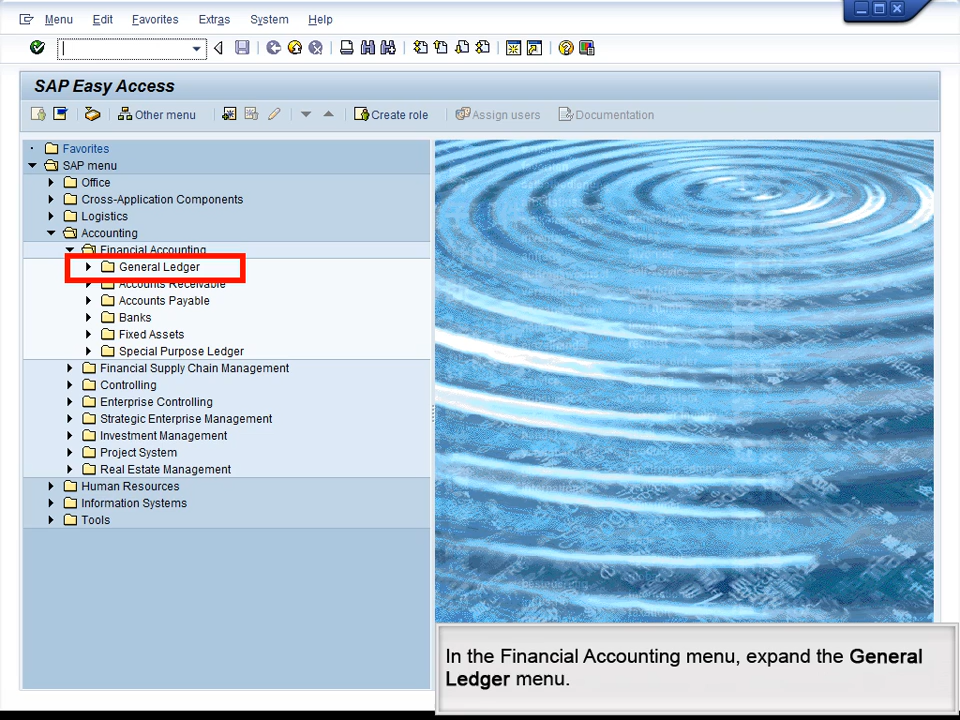 Menu Edit Favorites Extras System Help
SAP Easy Access
Other menu Create role Assign users Documentation
Favorites
SAP menu
Office
Cross-Application Components
Logistics
Accounting
Financial Accounting
General Ledger
Accounts Receivable
Accounts Payable
Banks
Fixed Assets
Special Purpose Ledger
Financial Supply Chain Management
Controlling
Enterprise Controlling
Strategic Enterprise Management
Investment Management
Project System
Real Estate Management
Human Resources
Information Systems
Tools
In the Financial Accounting menu, expand the General
Ledger menu.